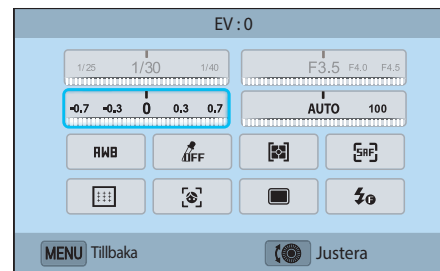 EV : 0
1/25 1/30 1/40
F3.5 F4.0 F4.5
-0.7 -0.3 0 0.3 0.7
AUTO 100
AWB OFF SAF
MENU Tillbaka
Justera